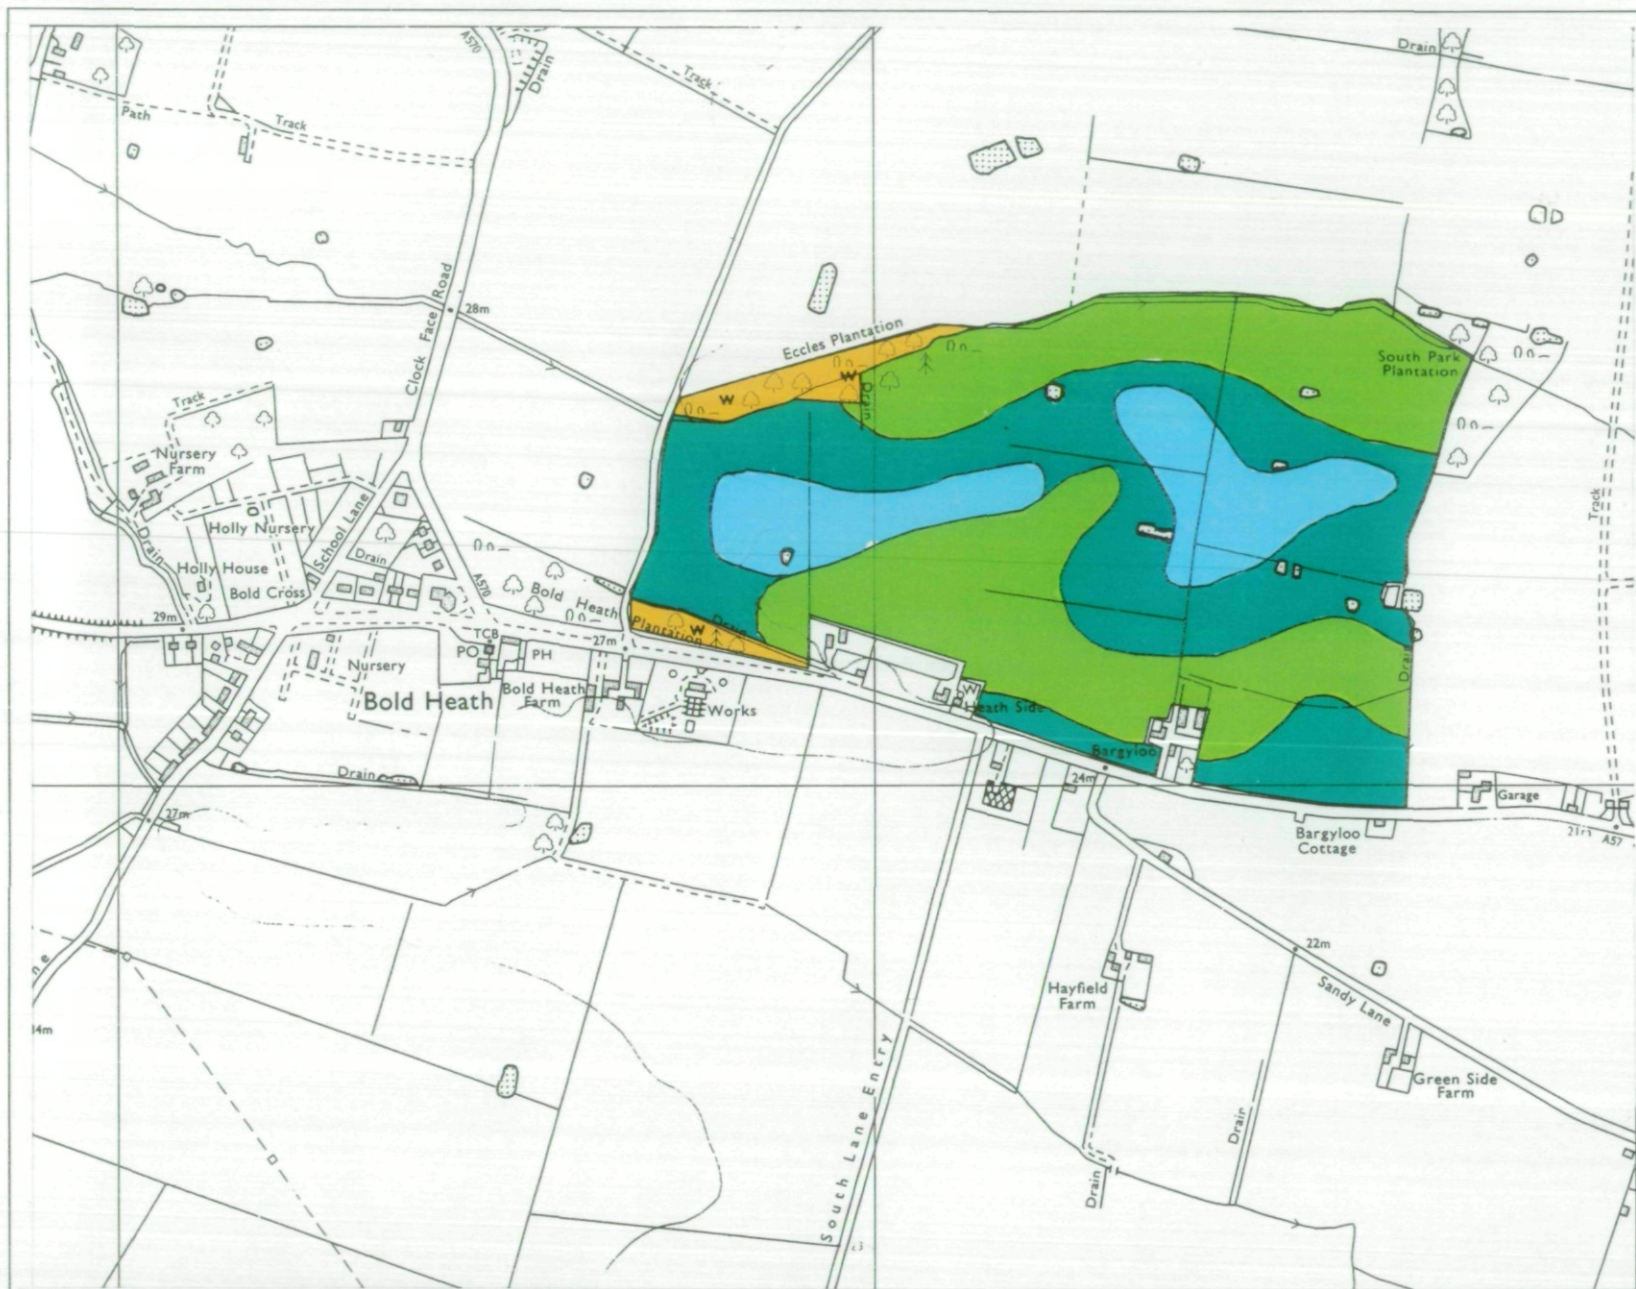 A570
Drain
Track
Drain
Path
Track
Clock Face Road
28m
Eccles Plantation
W
W
Drain
South Park
Plantation
Track
Track
Nursery
Farm
Holly Nursery
School Lane
Drain
Drain
Holly House
Bold Cross
A570
Bold Heath
Plantation
W
Drain
29m
27m
TCB
PO
PH
Nursery
Bold Heath
Bold Heath
Farm
Works
W
Heath Side
Drain
Bargyloo
24m
Drain
27m
Garage
Bargyloo
Cottage
21m
A57
22m
Hayfield
Farm
Sandy Lane
ne
Green Side
Farm
South Lane Entry
Drain
Drain